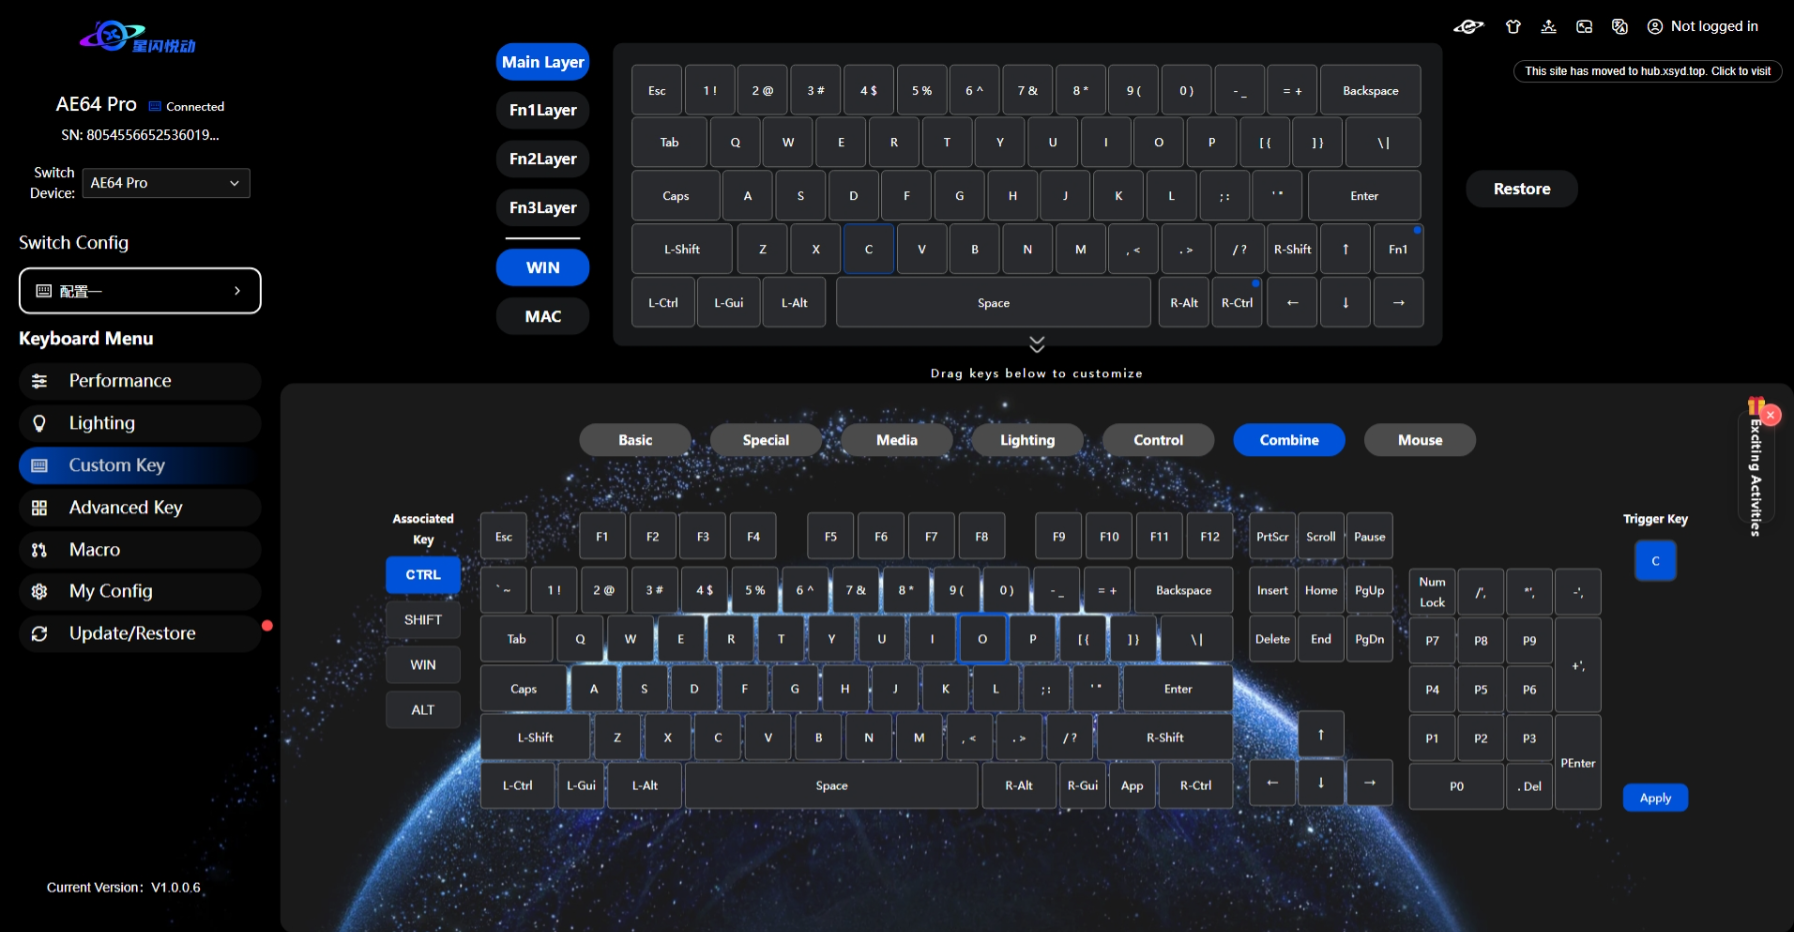 星闪悦动
Not logged in
This site has moved to hub.xsyd.top. Click to visit
AE64 Pro Connected
SN: 8054556652536019...
Switch Device: AE64 Pro
Switch Config
配置一
Keyboard Menu
Performance
Lighting
Custom Key
Advanced Key
Macro
My Config
Update/Restore
Current Version：V1.0.0.6
Main Layer
Fn1Layer
Fn2Layer
Fn3Layer
WIN
MAC
Esc 1 ! 2 @ 3 # 4 $ 5 % 6 ^ 7 & 8 * 9 ( 0 ) - _ = + Backspace
Tab Q W E R T Y U I O P [ { ] } \ |
Caps A S D F G H J K L ; : ' " Enter
L-Shift Z X C V B N M , < . > / ? R-Shift ↑ Fn1
L-Ctrl L-Gui L-Alt Space R-Alt R-Ctrl ← ↓ →
Restore
Drag keys below to customize
Basic Special Media Lighting Control Combine Mouse
Exciting Activities
Associated Key
CTRL
SHIFT
WIN
ALT
Esc F1 F2 F3 F4 F5 F6 F7 F8 F9 F10 F11 F12 PrtScr Scroll Pause
` ~ 1 ! 2 @ 3 # 4 $ 5 % 6 ^ 7 & 8 * 9 ( 0 ) - _ = + Backspace Insert Home PgUp Num Lock /', *', -',
Tab Q W E R T Y U I O P [ { ] } \ | Delete End PgDn P7 P8 P9 +',
Caps A S D F G H J K L ; : ' " Enter P4 P5 P6
L-Shift Z X C V B N M , < . > / ? R-Shift ↑ P1 P2 P3 PEnter
L-Ctrl L-Gui L-Alt Space R-Alt R-Gui App R-Ctrl ← ↓ → P0 . Del
Trigger Key
C
Apply